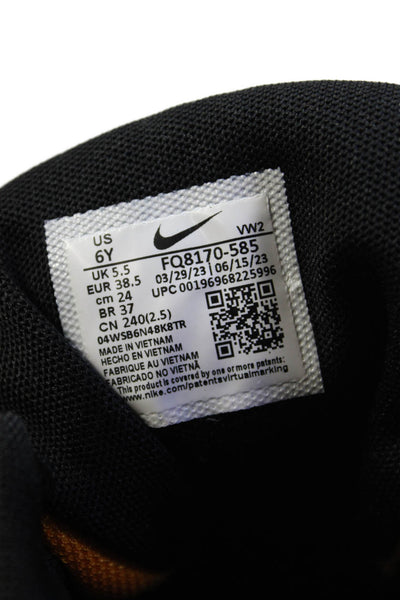 US
6Y
UK 5.5
EUR 38.5
cm 24
BR 37
CN 240(2.5)
04WSB6N48K8TR
VW2
FQ8170-585
03/29/23 | 06/15/23
UPC 00196968225996
MADE IN VIETNAM
HECHO EN VIETNAM
FABRIQUE AU VIETNAM
FABRICADO NO VIETNÃ
This product is covered by one or more patents
www.nike.com/patentsvirtualmarking